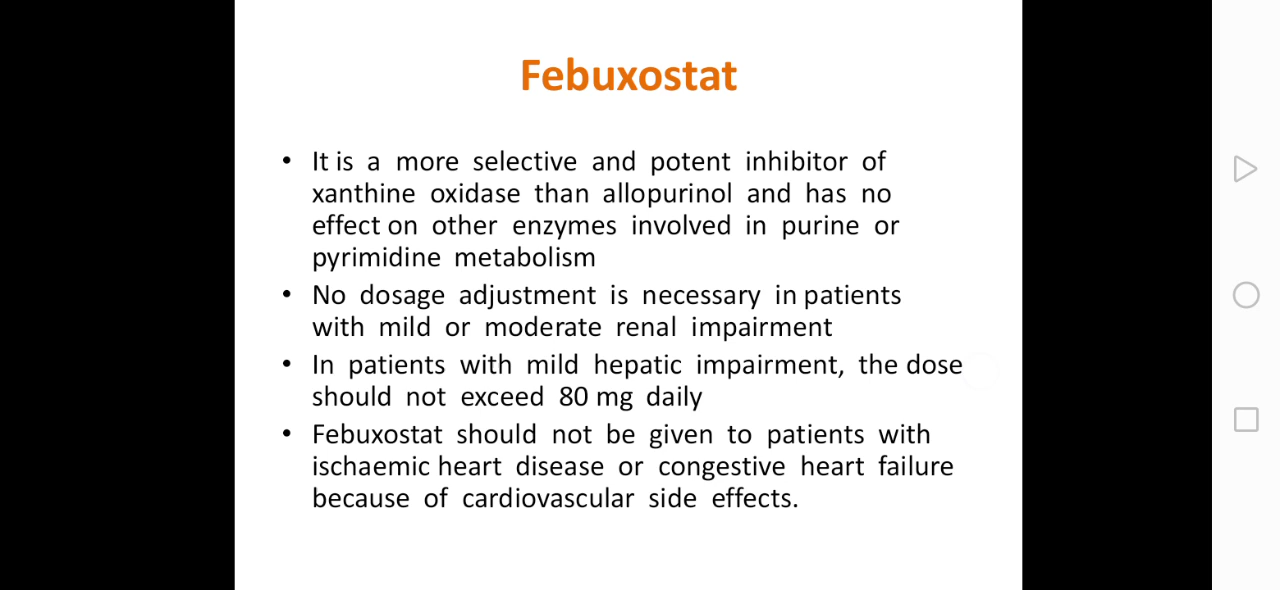 Febuxostat
• It is a more selective and potent inhibitor of
xanthine oxidase than allopurinol and has no
effect on other enzymes involved in purine or
pyrimidine metabolism
• No dosage adjustment is necessary in patients
with mild or moderate renal impairment
• In patients with mild hepatic impairment, the dose
should not exceed 80 mg daily
• Febuxostat should not be given to patients with
ischaemic heart disease or congestive heart failure
because of cardiovascular side effects.